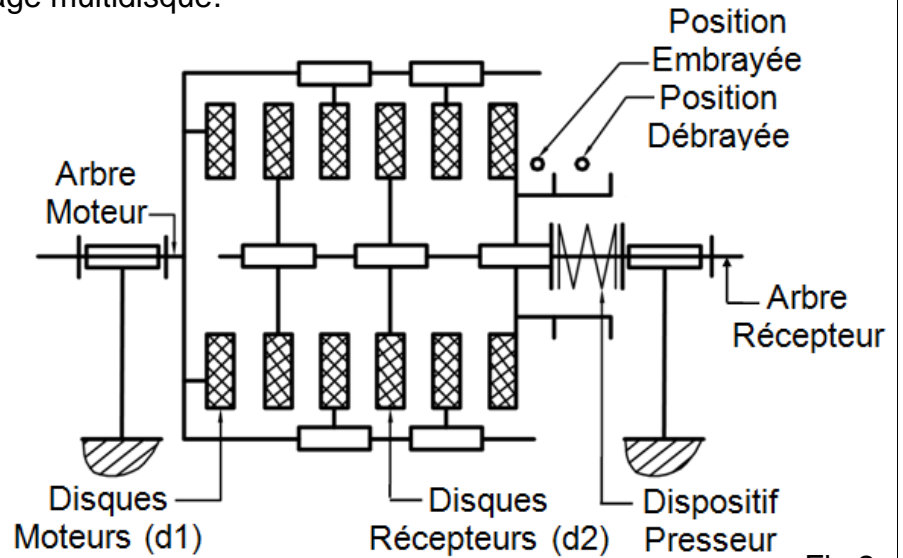 age multidisque.
Position
Embrayée
Position
Débrayée
Arbre
Moteur
Arbre
Récepteur
Disques
Moteurs (d1)
Disques
Récepteurs (d2)
Dispositif
Presseur